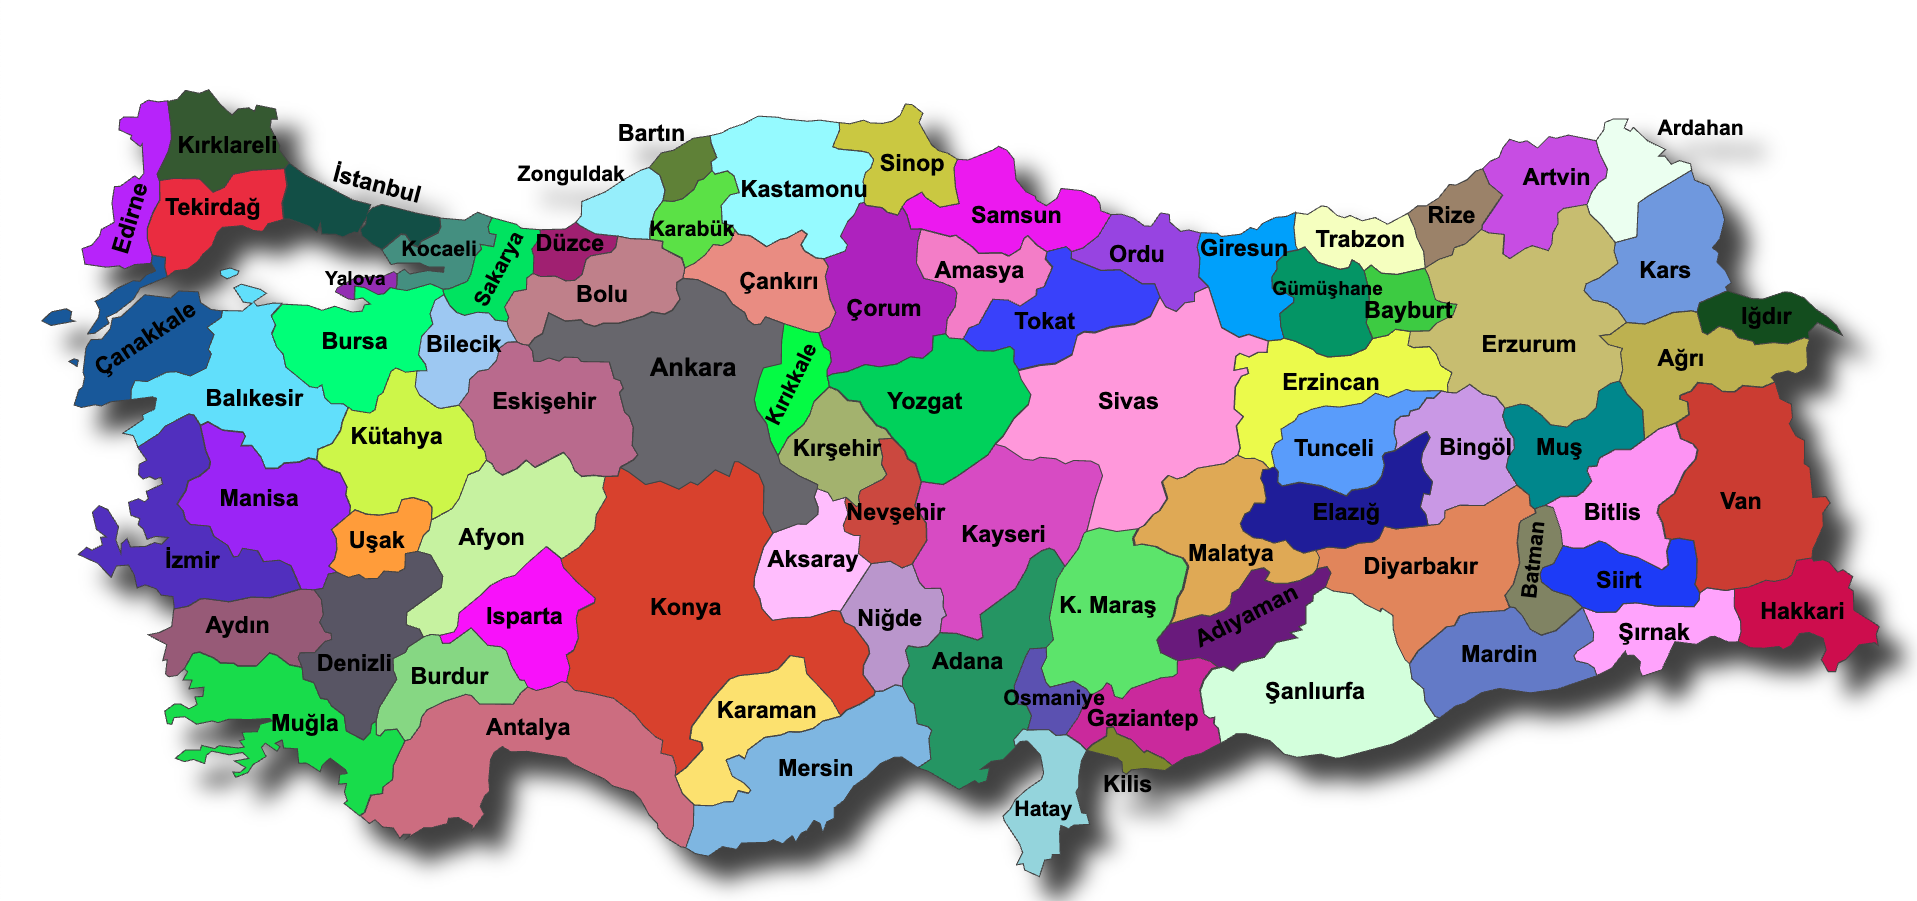 Ardahan
Bartın
Kırklareli
Sinop
Zonguldak
Artvin
İstanbul
Kastamonu
Tekirdağ
Edirne
Samsun
Rize
Karabük
Kocaeli
Sakarya
Düzce
Trabzon
Giresun
Ordu
Amasya
Kars
Yalova
Bolu
Çankırı
Gümüşhane
Çorum
Bayburt
Iğdır
Tokat
Çanakkale
Bursa
Bilecik
Erzurum
Ağrı
Ankara
Kırıkkale
Erzincan
Balıkesir
Eskişehir
Yozgat
Sivas
Kütahya
Kırşehir
Tunceli
Bingöl
Muş
Manisa
Van
Nevşehir
Elazığ
Bitlis
Uşak
Afyon
Kayseri
İzmir
Aksaray
Malatya
Diyarbakır
Batman
Siirt
Konya
K. Maraş
Adıyaman
Hakkari
Isparta
Niğde
Aydın
Şırnak
Denizli
Adana
Mardin
Burdur
Osmaniye
Şanlıurfa
Karaman
Gaziantep
Muğla
Antalya
Mersin
Kilis
Hatay